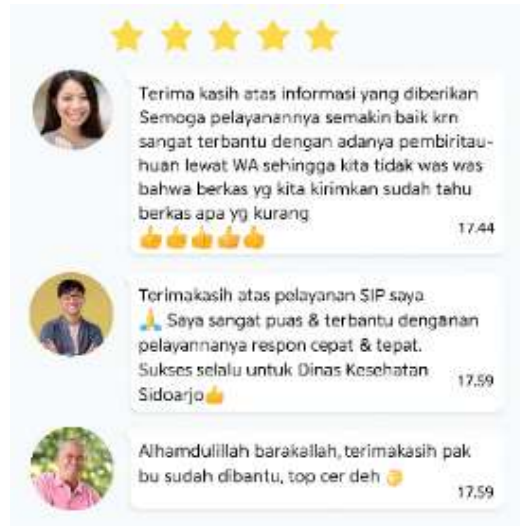 Terima kasih atas informasi yang diberikan
Semoga pelayanannya semakin baik krn
sangat terbantu dengan adanya pembiritau-
huan lewat WA sehingga kita tidak was was
bahwa berkas yg kita kirimkan sudah tahu
berkas apa yg kurang
👍👍👍👍👍 17.44
Terimakasih atas pelayanan SIP saya
🙏 Saya sangat puas & terbantu denganan
pelayannanya respon cepat & tepat.
Sukses selalu untuk Dinas Kesehatan
Sidoarjo👍 17.59
Alhamdulillah barakallah, terimakasih pak
bu sudah dibantu, top cer deh
17.59